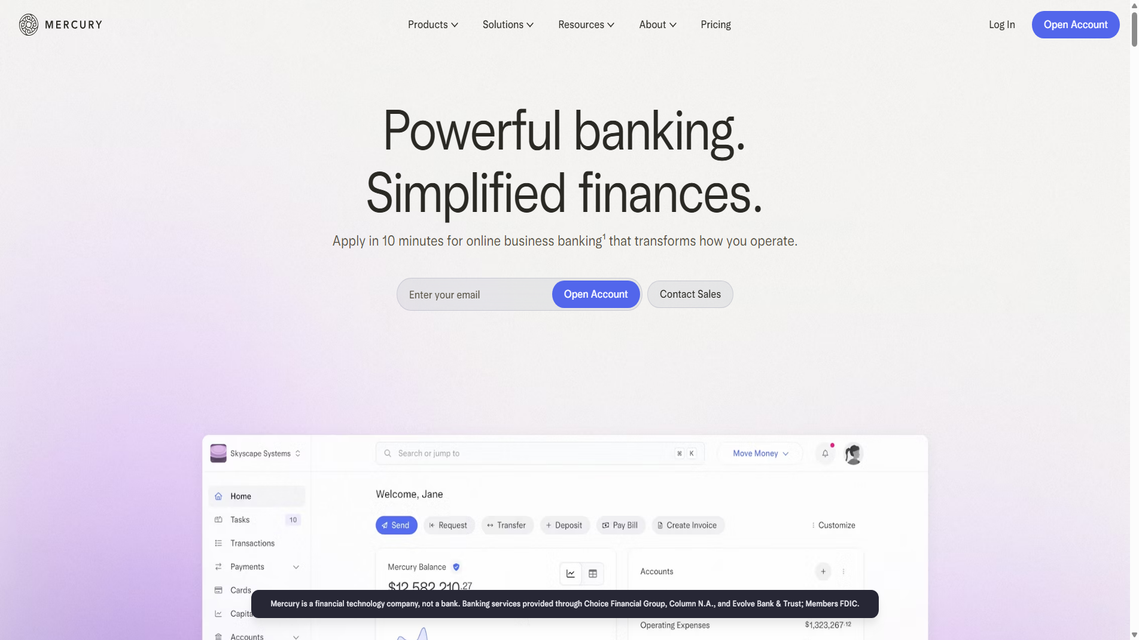 MERCURY
Products
Solutions
Resources
About
Pricing
Log In
Open Account
Powerful banking.
Simplified finances.
Apply in 10 minutes for online business banking¹ that transforms how you operate.
Enter your email
Open Account
Contact Sales
Skyscape Systems
Search or jump to
⌘ K
Move Money
Home
Tasks 10
Transactions
Payments
Cards
Accounts
Welcome, Jane
Send
Request
Transfer
Deposit
Pay Bill
Create Invoice
Customize
Mercury Balance
$12,582,210.27
Accounts
Mercury is a financial technology company, not a bank. Banking services provided through Choice Financial Group, Column N.A., and Evolve Bank & Trust; Members FDIC.
Operating Expenses
$1,323,267.12